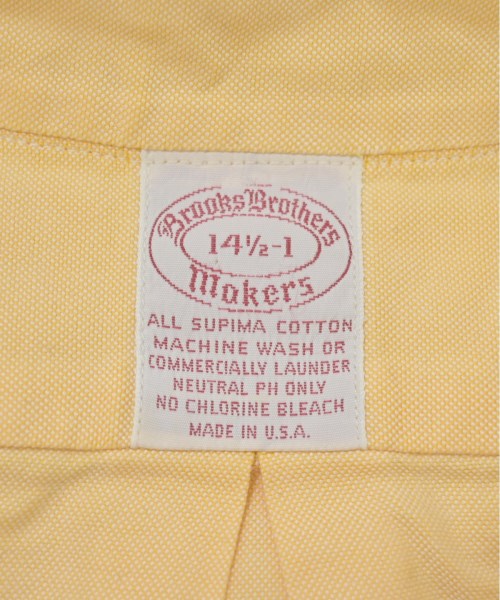 Brooks Brothers
14½-1
Makers
ALL SUPIMA COTTON
MACHINE WASH OR
COMMERCIALLY LAUNDER
NEUTRAL PH ONLY
NO CHLORINE BLEACH
MADE IN U.S.A.